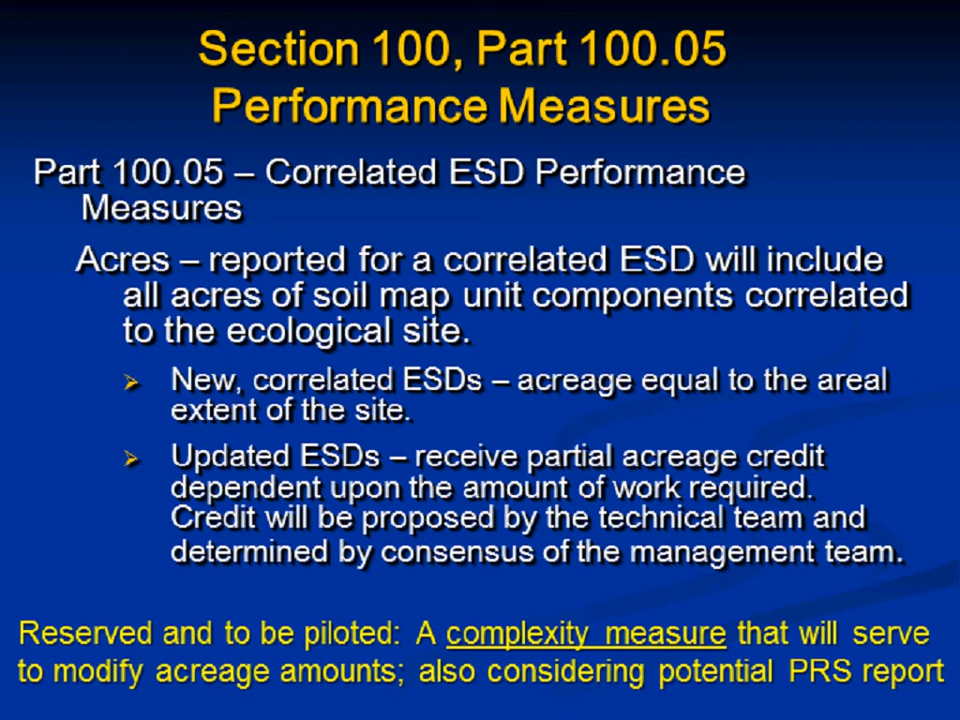 Section 100, Part 100.05
Performance Measures
Part 100.05 – Correlated ESD Performance
Measures
Acres – reported for a correlated ESD will include
all acres of soil map unit components correlated
to the ecological site.
➢ New, correlated ESDs – acreage equal to the areal
extent of the site.
➢ Updated ESDs – receive partial acreage credit
dependent upon the amount of work required.
Credit will be proposed by the technical team and
determined by consensus of the management team.
Reserved and to be piloted: A complexity measure that will serve
to modify acreage amounts; also considering potential PRS report